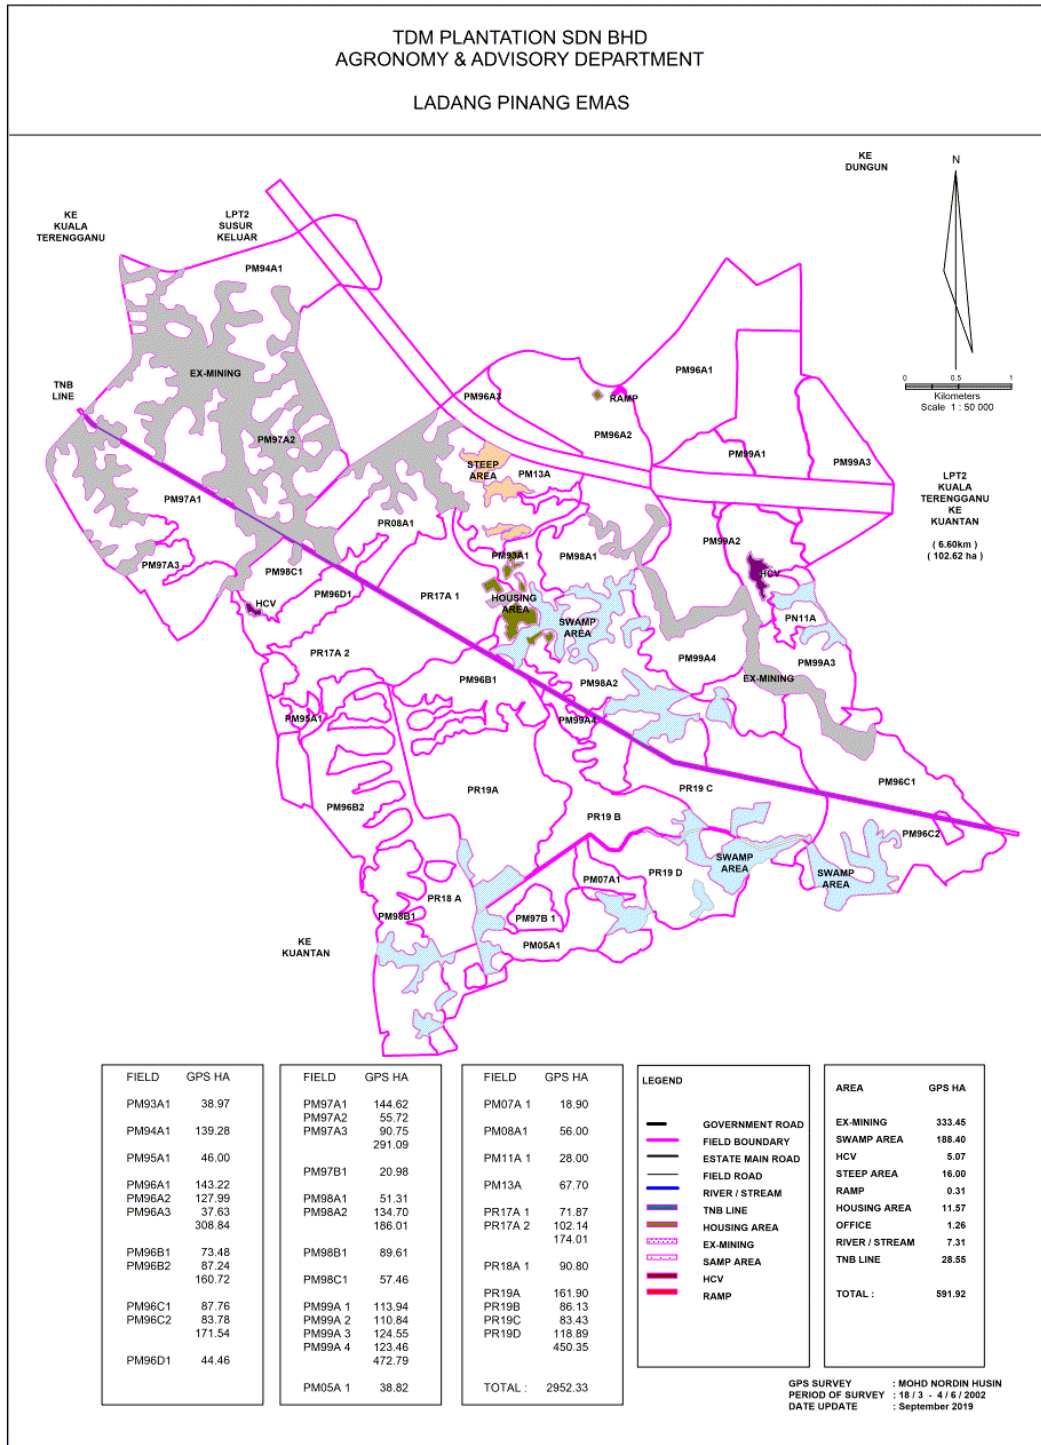 TDM PLANTATION SDN BHD
AGRONOMY & ADVISORY DEPARTMENT
LADANG PINANG EMAS
KE
DUNGUN
N
KE
KUALA
TERENGGANU
LPT2
SUSUR
KELUAR
PM94A1
EX-MINING
TNB
LINE
PM97A2
PM97A1
PM97A3
PM96A3
RAMP
PM96A1
PM96A2
PM99A1
PM99A3
0 0.5 1
Kilometers
Scale 1 : 50 000
LPT2
KUALA
TERENGGANU
KE
KUANTAN
( 6.60km )
( 102.62 ha )
STEEP
AREA
PM13A
PR08A1
PM93A1
PM98A1
PM99A2
HCV
PM98C1
HCV
PM96D1
PR17A 1
HOUSING
AREA
SWAMP
AREA
PN11A
PR17A 2
PM96B1
PM98A2
PM99A4
PM99A3
EX-MINING
PM95A1
PM99A4
PM96B2
PR19A
PR19 C
PM96C1
PR19 B
PM96C2
PR18 A
PM98B1
PM07A1
PR19 D
SWAMP
AREA
SWAMP
AREA
PM97B 1
PM05A1
KE
KUANTAN
FIELD GPS HA
PM93A1 38.97
PM94A1 139.28
PM95A1 46.00
PM96A1 143.22
PM96A2 127.99
PM96A3 37.63
308.84
PM96B1 73.48
PM96B2 87.24
160.72
PM96C1 87.76
PM96C2 83.78
171.54
PM96D1 44.46
FIELD GPS HA
PM97A1 144.62
PM97A2 55.72
PM97A3 90.75
291.09
PM97B1 20.98
PM98A1 51.31
PM98A2 134.70
186.01
PM98B1 89.61
PM98C1 57.46
PM99A 1 113.94
PM99A 2 110.84
PM99A 3 124.55
PM99A 4 123.46
472.79
PM05A 1 38.82
FIELD GPS HA
PM07A 1 18.90
PM08A1 56.00
PM11A 1 28.00
PM13A 67.70
PR17A 1 71.87
PR17A 2 102.14
174.01
PR18A 1 90.80
PR19A 161.90
PR19B 86.13
PR19C 83.43
PR19D 118.89
450.35
TOTAL : 2952.33
LEGEND
GOVERNMENT ROAD
FIELD BOUNDARY
ESTATE MAIN ROAD
FIELD ROAD
RIVER / STREAM
TNB LINE
HOUSING AREA
EX-MINING
SAMP AREA
HCV
RAMP
AREA GPS HA
EX-MINING 333.45
SWAMP AREA 188.40
HCV 5.07
STEEP AREA 16.00
RAMP 0.31
HOUSING AREA 11.57
OFFICE 1.26
RIVER / STREAM 7.31
TNB LINE 28.55
TOTAL : 591.92
GPS SURVEY : MOHD NORDIN HUSIN
PERIOD OF SURVEY : 18 / 3 - 4 / 6 / 2002
DATE UPDATE : September 2019